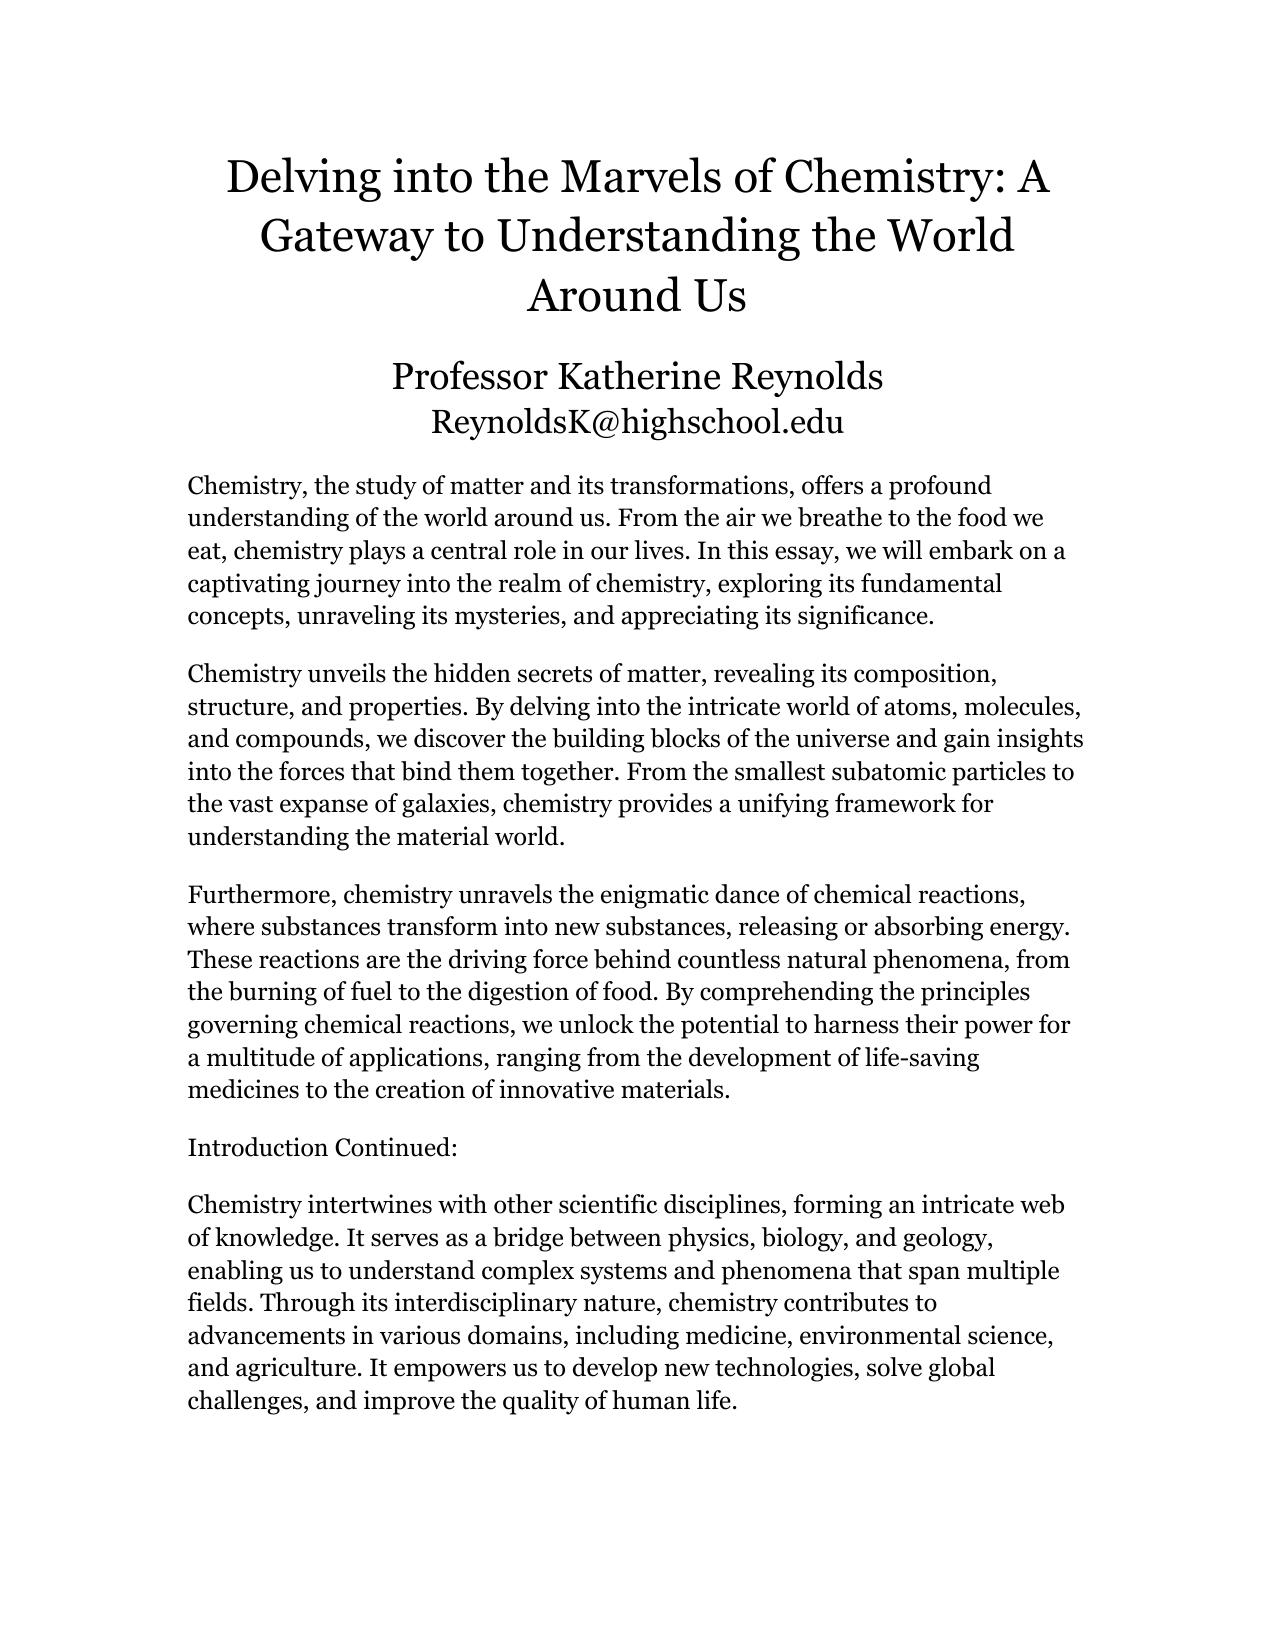 Delving into the Marvels of Chemistry: A
Gateway to Understanding the World
Around Us
Professor Katherine Reynolds
ReynoldsK@highschool.edu
Chemistry, the study of matter and its transformations, offers a profound
understanding of the world around us. From the air we breathe to the food we
eat, chemistry plays a central role in our lives. In this essay, we will embark on a
captivating journey into the realm of chemistry, exploring its fundamental
concepts, unraveling its mysteries, and appreciating its significance.
Chemistry unveils the hidden secrets of matter, revealing its composition,
structure, and properties. By delving into the intricate world of atoms, molecules,
and compounds, we discover the building blocks of the universe and gain insights
into the forces that bind them together. From the smallest subatomic particles to
the vast expanse of galaxies, chemistry provides a unifying framework for
understanding the material world.
Furthermore, chemistry unravels the enigmatic dance of chemical reactions,
where substances transform into new substances, releasing or absorbing energy.
These reactions are the driving force behind countless natural phenomena, from
the burning of fuel to the digestion of food. By comprehending the principles
governing chemical reactions, we unlock the potential to harness their power for
a multitude of applications, ranging from the development of life-saving
medicines to the creation of innovative materials.
Introduction Continued:
Chemistry intertwines with other scientific disciplines, forming an intricate web
of knowledge. It serves as a bridge between physics, biology, and geology,
enabling us to understand complex systems and phenomena that span multiple
fields. Through its interdisciplinary nature, chemistry contributes to
advancements in various domains, including medicine, environmental science,
and agriculture. It empowers us to develop new technologies, solve global
challenges, and improve the quality of human life.